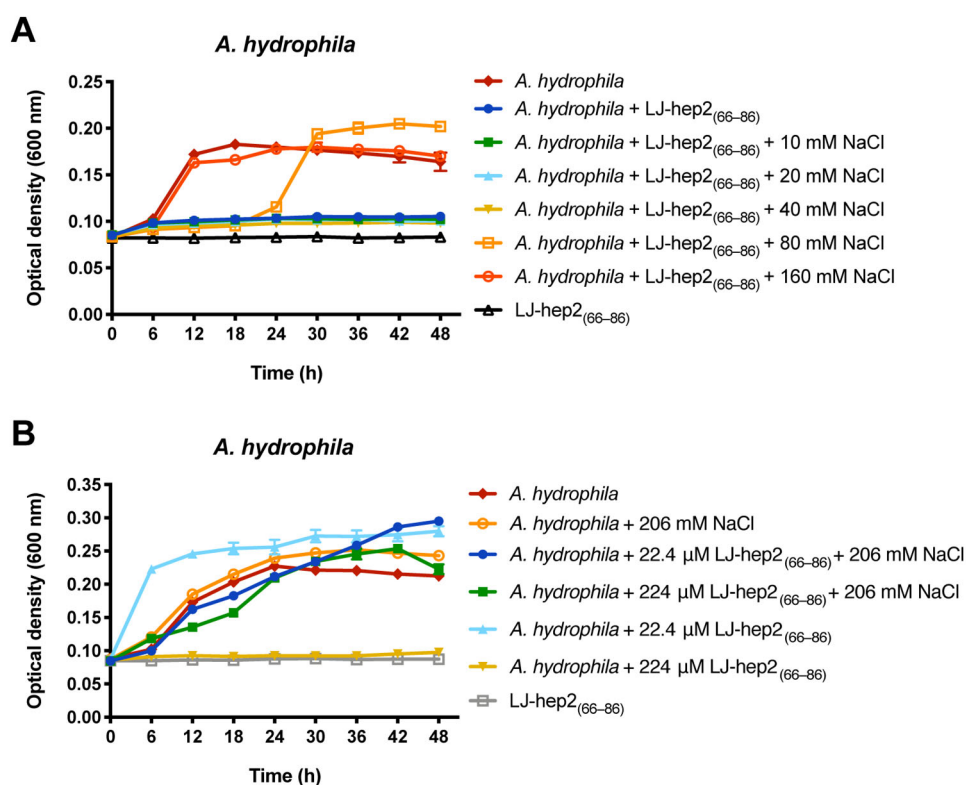 A
A. hydrophila
Optical density (600 nm)
0.25
0.20
0.15
0.10
0.05
0.00
0 6 12 18 24 30 36 42 48
Time (h)
A. hydrophila
A. hydrophila + LJ-hep2(66–86)
A. hydrophila + LJ-hep2(66–86) + 10 mM NaCl
A. hydrophila + LJ-hep2(66–86) + 20 mM NaCl
A. hydrophila + LJ-hep2(66–86) + 40 mM NaCl
A. hydrophila + LJ-hep2(66–86) + 80 mM NaCl
A. hydrophila + LJ-hep2(66–86) + 160 mM NaCl
LJ-hep2(66–86)
B
A. hydrophila
Optical density (600 nm)
0.35
0.30
0.25
0.20
0.15
0.10
0.05
0.00
0 6 12 18 24 30 36 42 48
Time (h)
A. hydrophila
A. hydrophila + 206 mM NaCl
A. hydrophila + 22.4 µM LJ-hep2(66–86) + 206 mM NaCl
A. hydrophila + 224 µM LJ-hep2(66–86) + 206 mM NaCl
A. hydrophila + 22.4 µM LJ-hep2(66–86)
A. hydrophila + 224 µM LJ-hep2(66–86)
LJ-hep2(66–86)